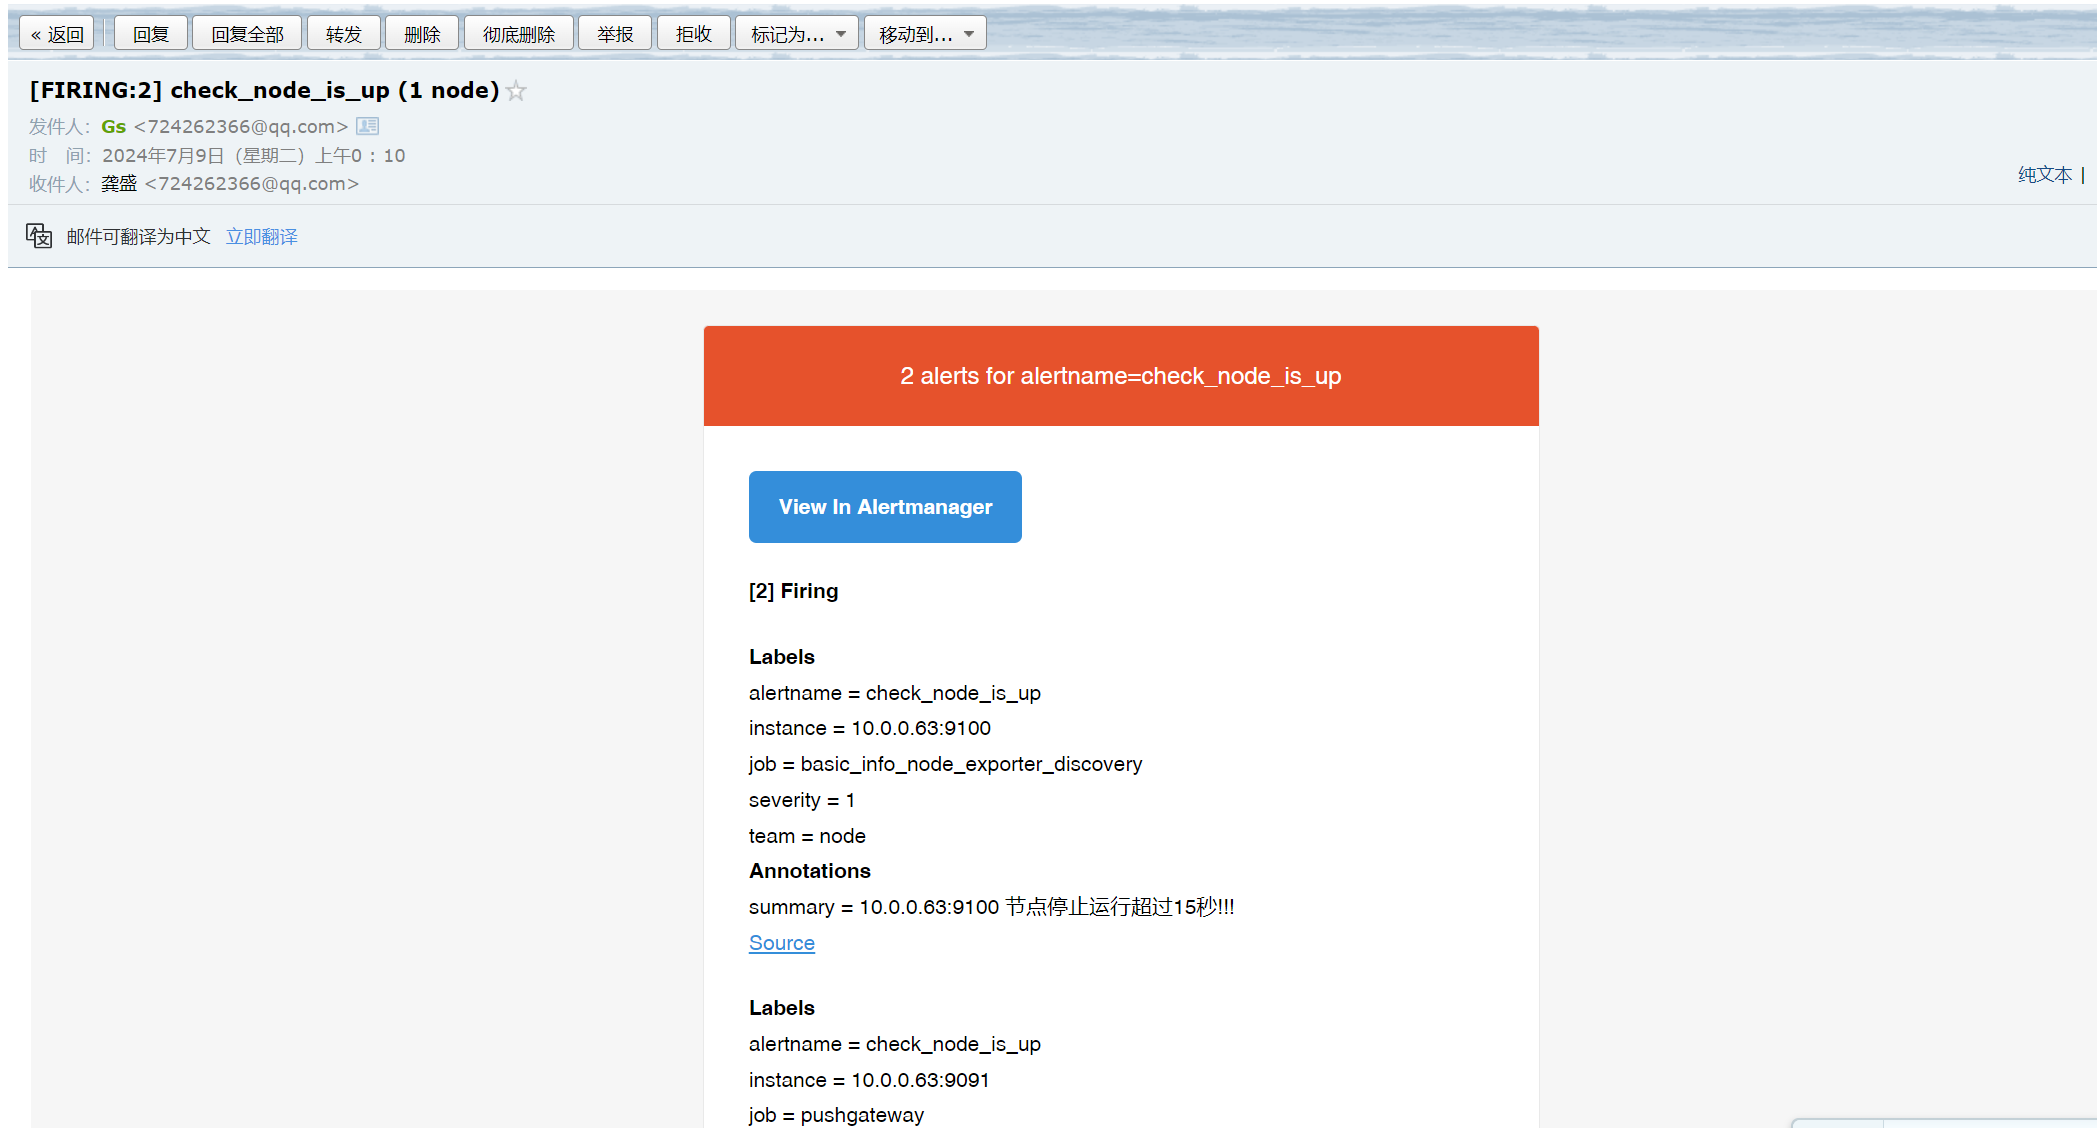 « 返回 回复 回复全部 转发 删除 彻底删除 举报 拒收 标记为... 移动到...
[FIRING:2] check_node_is_up (1 node)
发件人: Gs <724262366@qq.com>
时 间: 2024年7月9日 (星期二) 上午0 : 10
收件人: 龚盛 <724262366@qq.com>
纯文本 |
邮件可翻译为中文 立即翻译
2 alerts for alertname=check_node_is_up
View In Alertmanager
[2] Firing
Labels
alertname = check_node_is_up
instance = 10.0.0.63:9100
job = basic_info_node_exporter_discovery
severity = 1
team = node
Annotations
summary = 10.0.0.63:9100 节点停止运行超过15秒!!!
Source
Labels
alertname = check_node_is_up
instance = 10.0.0.63:9091
job = pushgateway